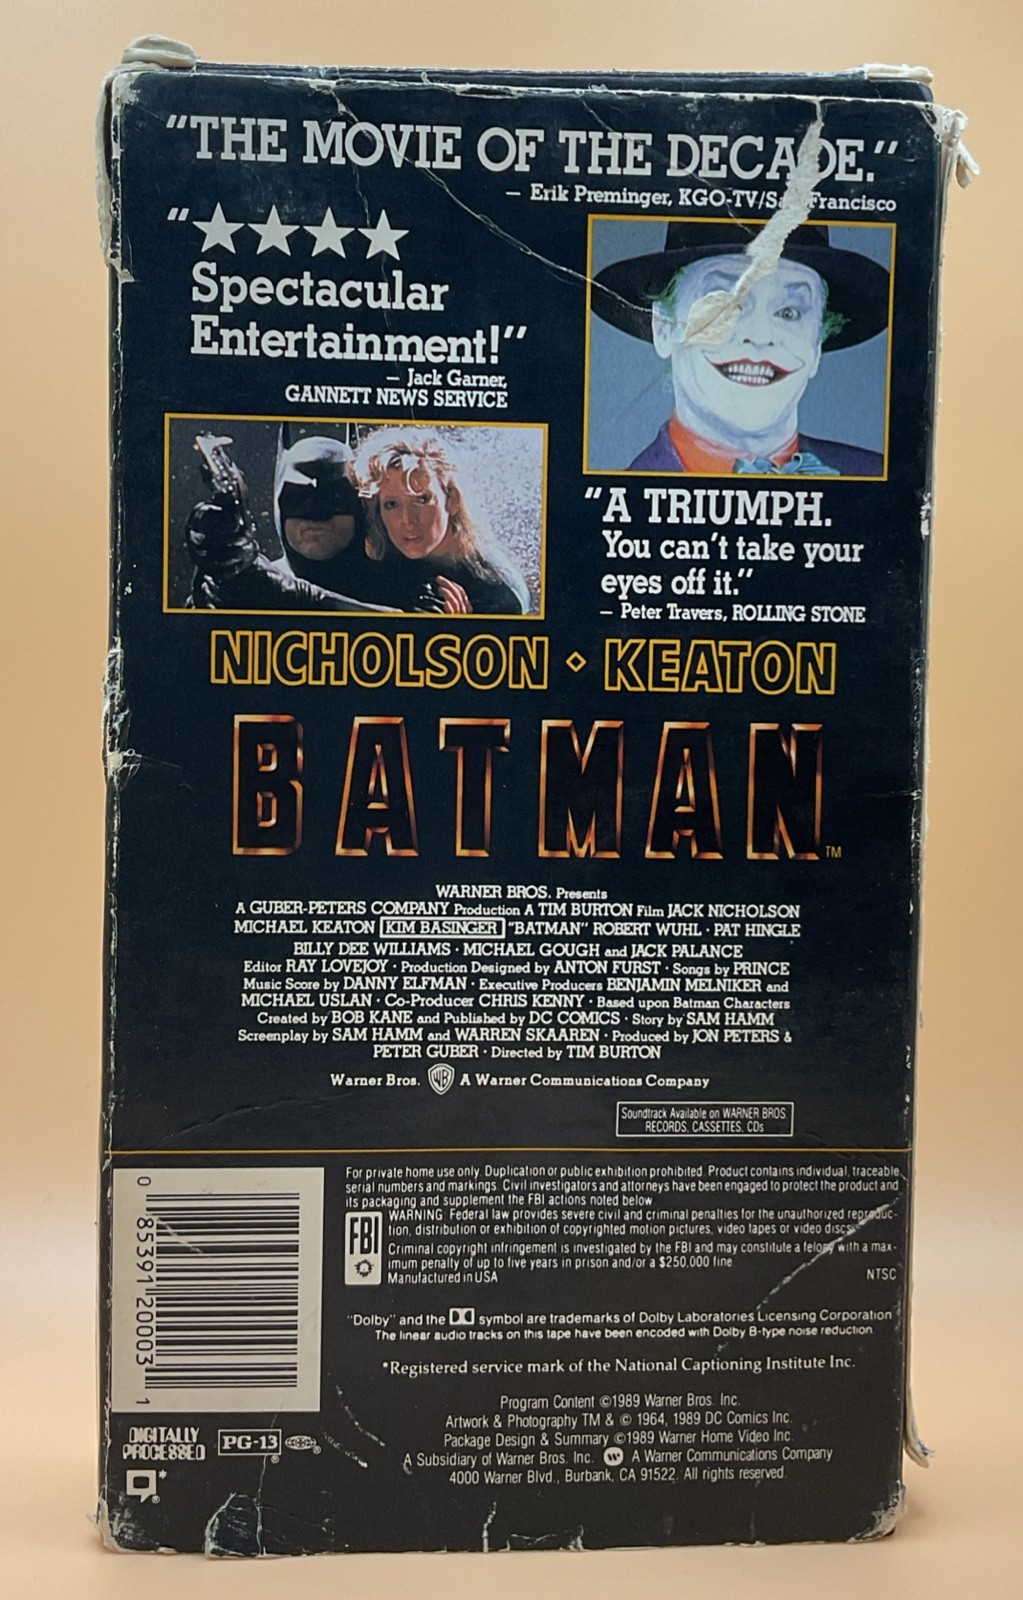 "THE MOVIE OF THE DECADE."
— Erik Preminger, KGO-TV/San Francisco
"★★★★
Spectacular
Entertainment!"
— Jack Garner,
GANNETT NEWS SERVICE
"A TRIUMPH.
You can't take your
eyes off it."
— Peter Travers, ROLLING STONE
NICHOLSON ⋄ KEATON
BATMAN TM
WARNER BROS. Presents
A GUBER-PETERS COMPANY Production A TIM BURTON Film JACK NICHOLSON
MICHAEL KEATON KIM BASINGER "BATMAN" ROBERT WUHL · PAT HINGLE
BILLY DEE WILLIAMS · MICHAEL GOUGH and JACK PALANCE
Editor RAY LOVEJOY · Production Designed by ANTON FURST · Songs by PRINCE
Music Score by DANNY ELFMAN · Executive Producers BENJAMIN MELNIKER and
MICHAEL USLAN · Co-Producer CHRIS KENNY · Based upon Batman Characters
Created by BOB KANE and Published by DC COMICS · Story by SAM HAMM
Screenplay by SAM HAMM and WARREN SKAAREN · Produced by JON PETERS &
PETER GUBER · Directed by TIM BURTON
Warner Bros. WB A Warner Communications Company
Soundtrack Available on WARNER BROS.
RECORDS, CASSETTES, CDs
For private home use only. Duplication or public exhibition prohibited. Product contains individual, traceable
serial numbers and markings. Civil investigators and attorneys have been engaged to protect the product and
its packaging and supplement the FBI actions noted below.
FBI
WARNING: Federal law provides severe civil and criminal penalties for the unauthorized reproduc-
tion, distribution or exhibition of copyrighted motion pictures, video tapes or video discs.
Criminal copyright infringement is investigated by the FBI and may constitute a felony with a max-
imum penalty of up to five years in prison and/or a $250,000 fine.
Manufactured in USA
NTSC
"Dolby" and the DD symbol are trademarks of Dolby Laboratories Licensing Corporation
The linear audio tracks on this tape have been encoded with Dolby B-type noise reduction
*Registered service mark of the National Captioning Institute Inc.
0 85391 20003 1
DIGITALLY
PROCESSED
PG-13 ®
*
®
Program Content ©1989 Warner Bros. Inc.
Artwork & Photography TM & © 1964, 1989 DC Comics Inc.
Package Design & Summary ©1989 Warner Home Video Inc.
A Subsidiary of Warner Bros. Inc. A Warner Communications Company
4000 Warner Blvd., Burbank, CA 91522. All rights reserved.